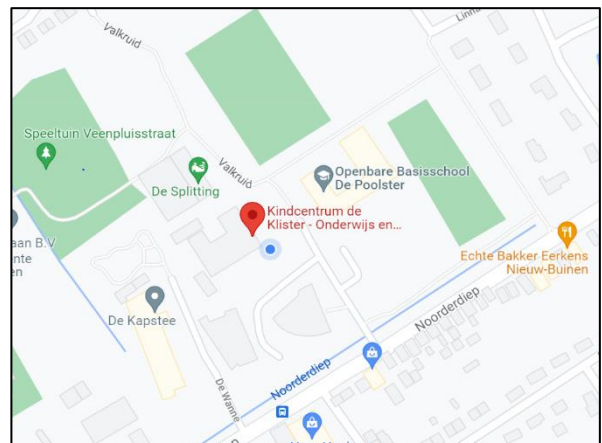 Linn
Valkruid
Speeltuin Veenpluisstraat
De Splitting
Valkruid
Openbare Basisschool
De Poolster
Kindcentrum de
Klister - Onderwijs en...
aan B.V
nte
en
Echte Bakker Eerkens
Nieuw-Buinen
De Kapstee
Noorderdiep
Noorderdiep
De Wanne